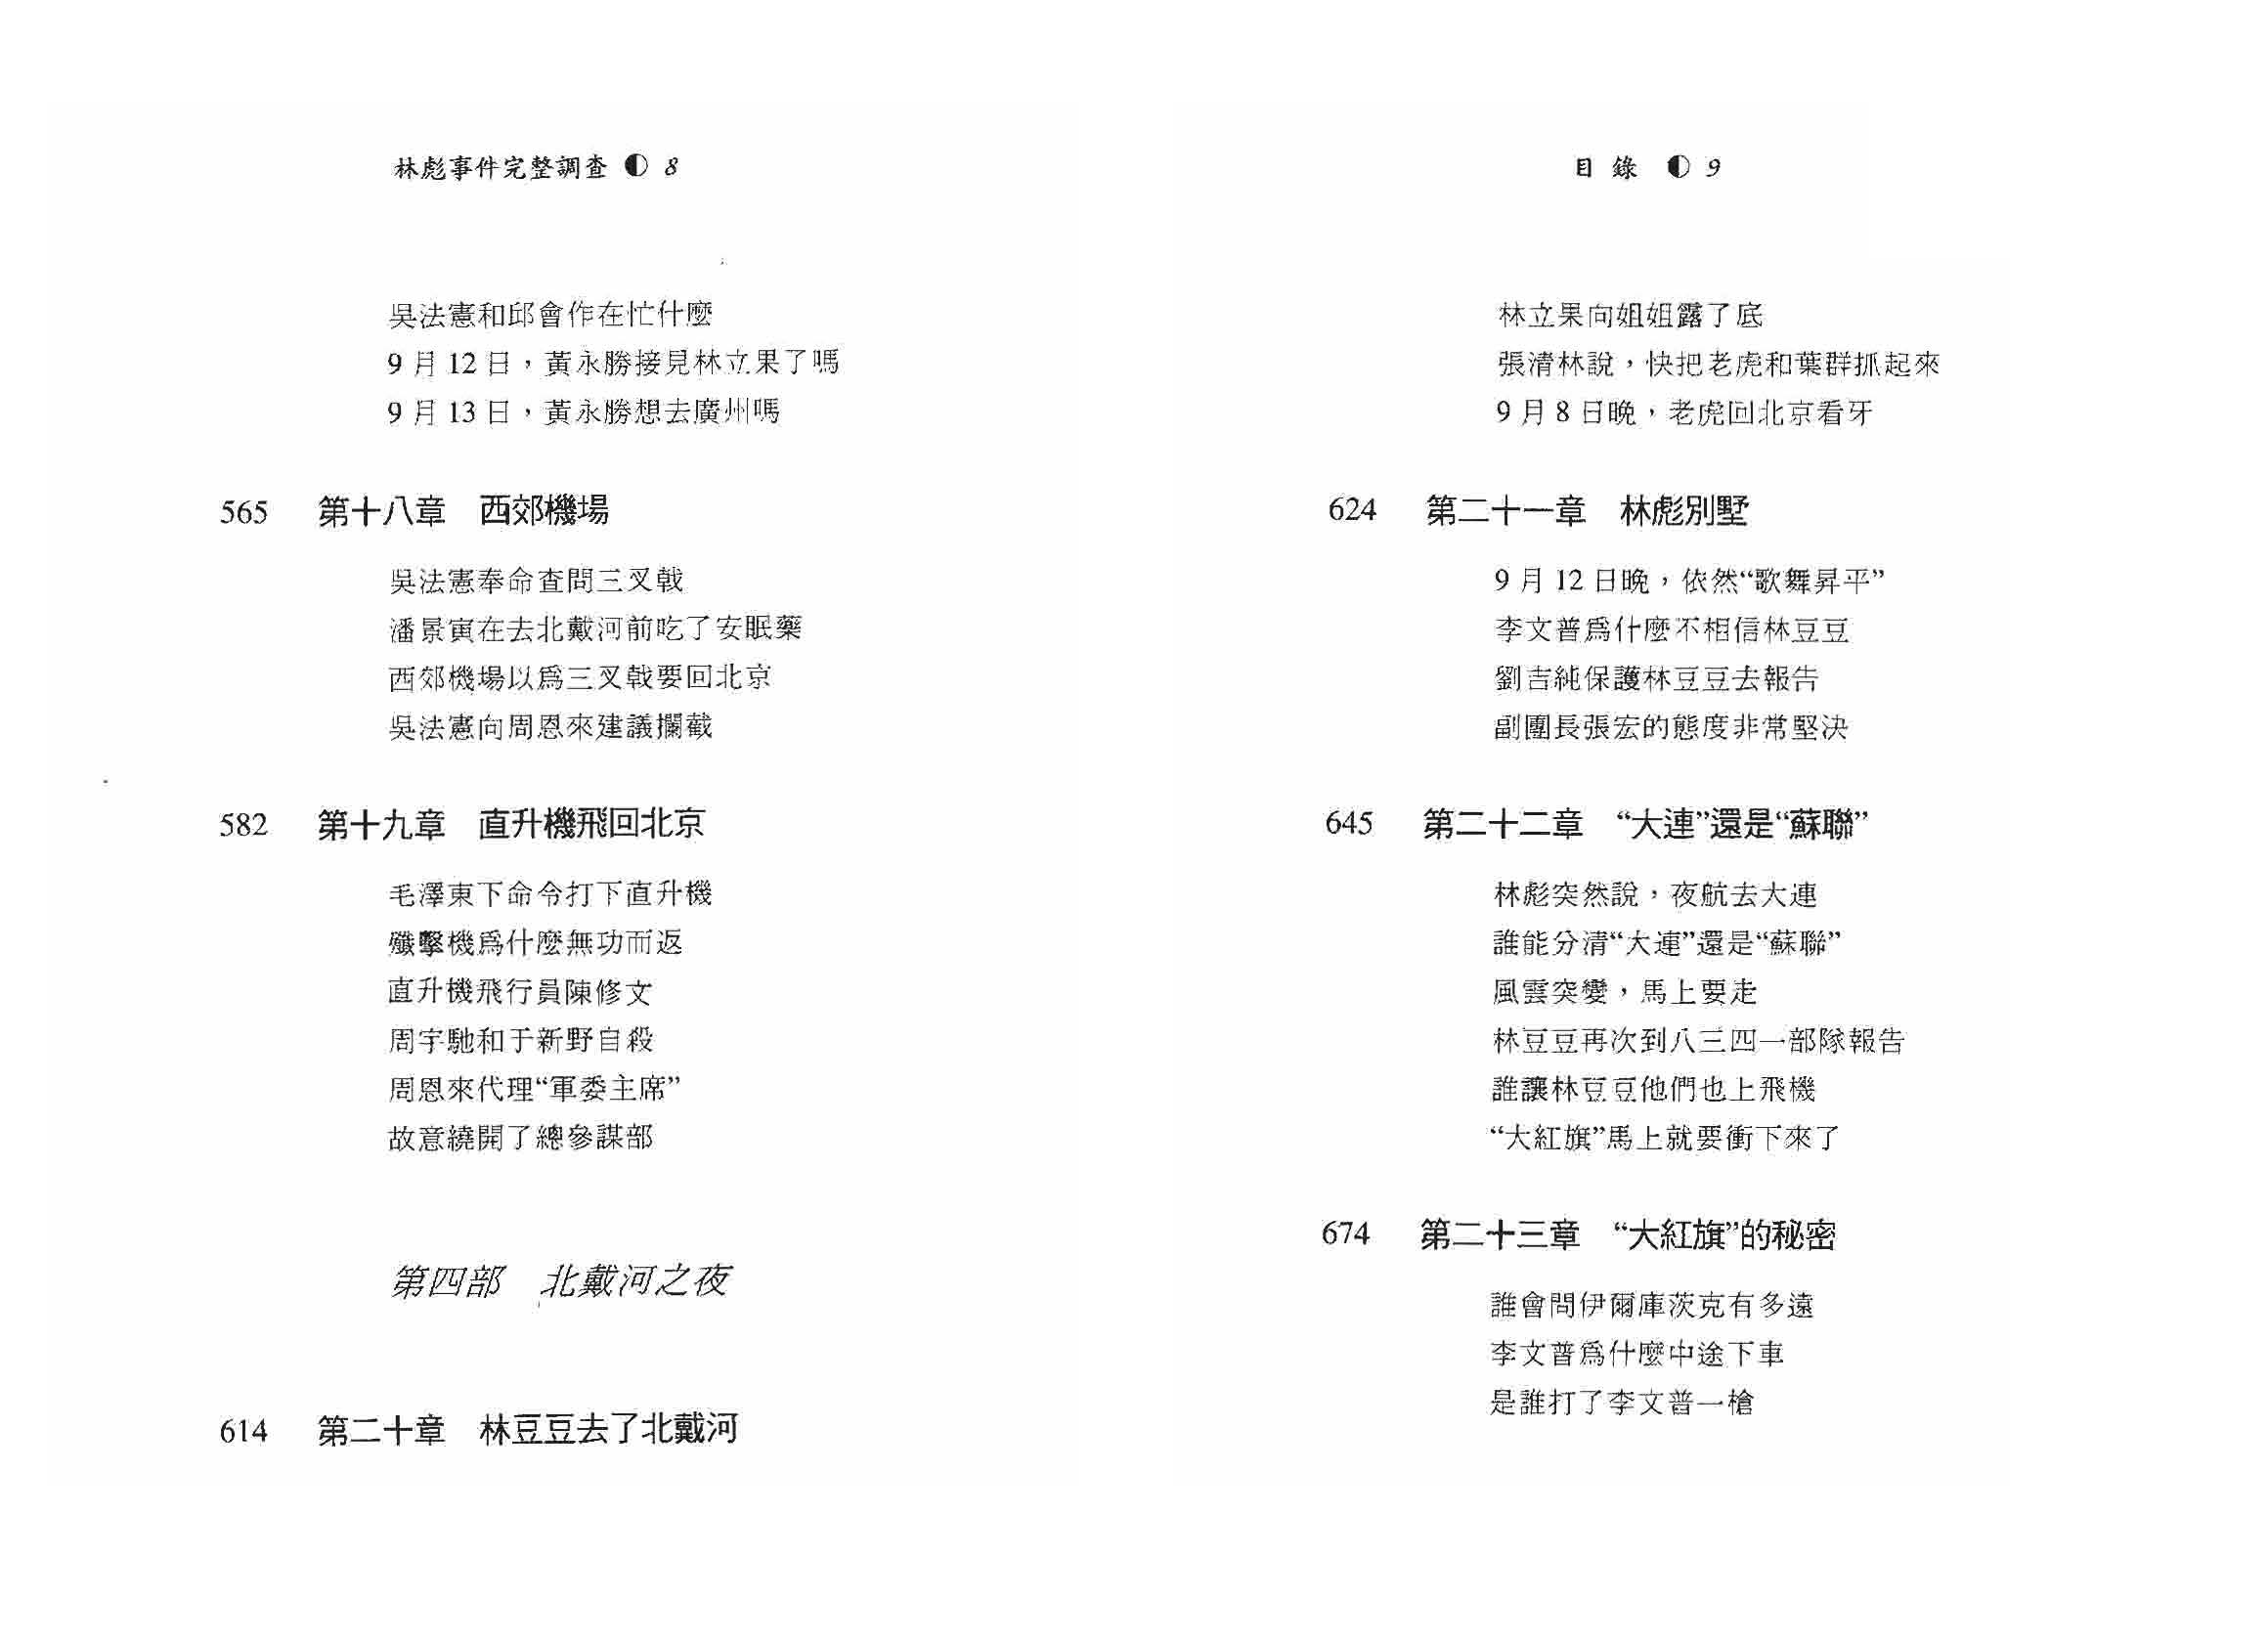 林彪事件完整調查 ◐ 8
吳法憲和邱會作在忙什麼
9 月 12 日，黃永勝接見林立果了嗎
9 月 13 日，黃永勝想去廣州嗎
565 第十八章 西郊機場
吳法憲奉命查問三叉戟
潘景寅在去北戴河前吃了安眠藥
西郊機場以爲三叉戟要回北京
吳法憲向周恩來建議攔截
582 第十九章 直升機飛回北京
毛澤東下命令打下直升機
殲擊機爲什麼無功而返
直升機飛行員陳修文
周宇馳和于新野自殺
周恩來代理“軍委主席”
故意繞開了總參謀部
第四部 北戴河之夜
614 第二十章 林豆豆去了北戴河
目錄 ◐ 9
林立果向姐姐露了底
張清林說，快把老虎和葉群抓起來
9 月 8 日晚，老虎回北京看牙
624 第二十一章 林彪別墅
9 月 12 日晚，依然“歌舞昇平”
李文普爲什麼不相信林豆豆
劉吉純保護林豆豆去報告
副團長張宏的態度非常堅決
645 第二十二章 “大連”還是“蘇聯”
林彪突然說，夜航去大連
誰能分清“大連”還是“蘇聯”
風雲突變，馬上要走
林豆豆再次到八三四一部隊報告
誰讓林豆豆他們也上飛機
“大紅旗”馬上就要衝下來了
674 第二十三章 “大紅旗”的秘密
誰會問伊爾庫茨克有多遠
李文普爲什麼中途下車
是誰打了李文普一槍